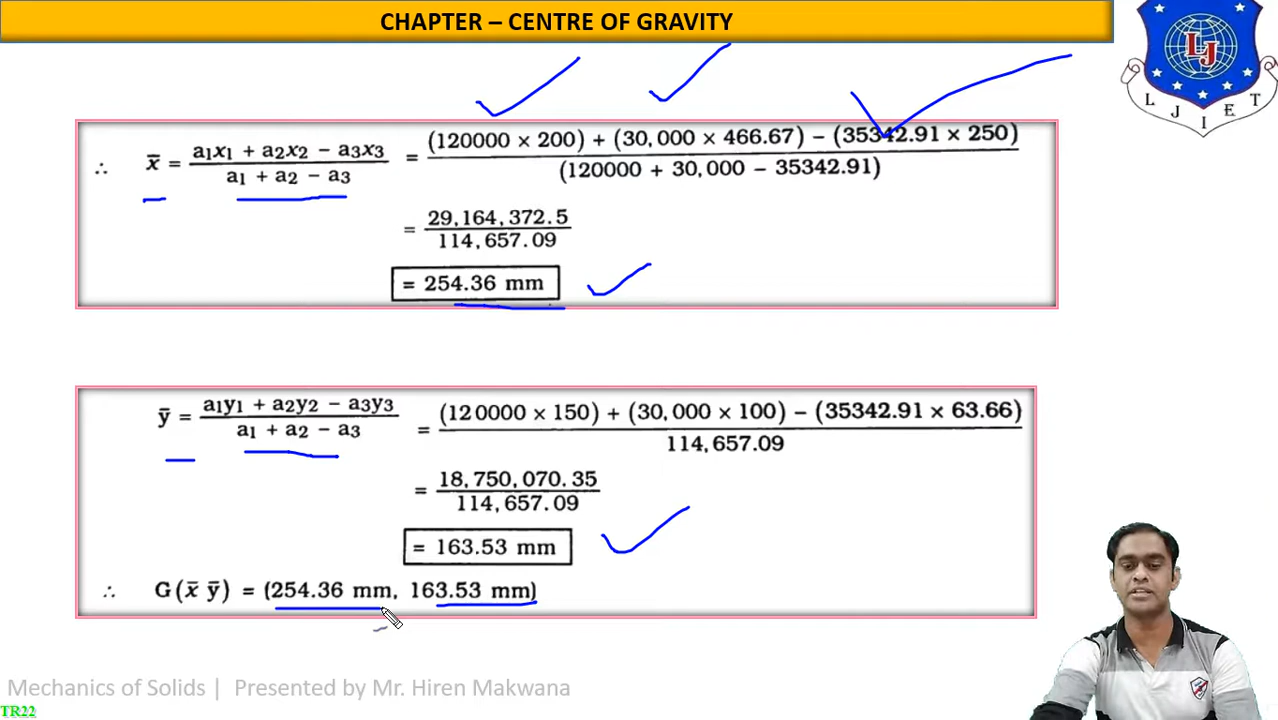 CHAPTER – CENTRE OF GRAVITY
LJ
L J I E T
∴ x̄ = (a₁x₁ + a₂x₂ − a₃x₃) / (a₁ + a₂ − a₃) = ((120000 × 200) + (30,000 × 466.67) − (35342.91 × 250)) / (120000 + 30,000 − 35342.91)
= 29,164,372.5 / 114,657.09
= 254.36 mm
ȳ = (a₁y₁ + a₂y₂ − a₃y₃) / (a₁ + a₂ − a₃) = ((120000 × 150) + (30,000 × 100) − (35342.91 × 63.66)) / 114,657.09
= 18,750,070.35 / 114,657.09
= 163.53 mm
∴ G(x̄ ȳ) = (254.36 mm, 163.53 mm)
Mechanics of Solids | Presented by Mr. Hiren Makwana
TR22